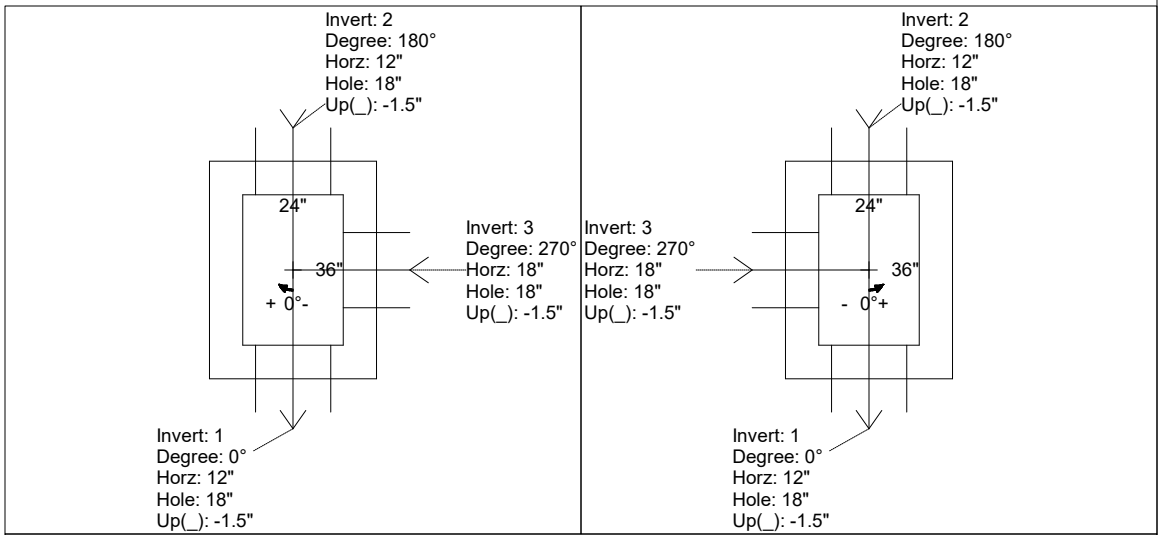 Invert: 2
Degree: 180°
Horz: 12"
Hole: 18"
Up(_): -1.5"
24"
36"
+ 0°-
Invert: 3
Degree: 270°
Horz: 18"
Hole: 18"
Up(_): -1.5"
Invert: 1
Degree: 0°
Horz: 12"
Hole: 18"
Up(_): -1.5"
Invert: 2
Degree: 180°
Horz: 12"
Hole: 18"
Up(_): -1.5"
Invert: 3
Degree: 270°
Horz: 18"
Hole: 18"
Up(_): -1.5"
24"
36"
- 0°+
Invert: 1
Degree: 0°
Horz: 12"
Hole: 18"
Up(_): -1.5"